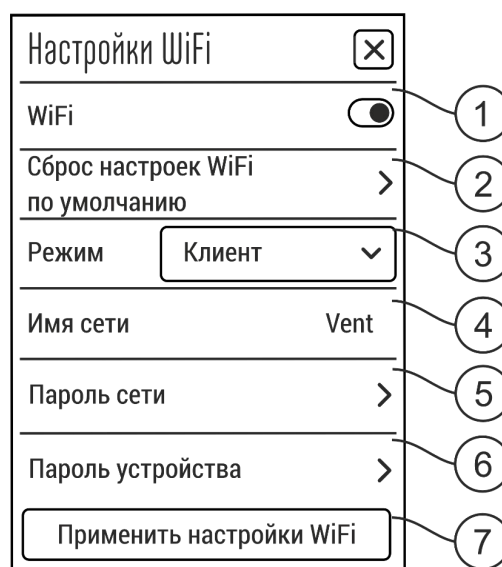 Настройки WiFi
WiFi
1
Сброс настроек WiFi
по умолчанию
2
Режим Клиент
3
Имя сети Vent
4
Пароль сети
5
Пароль устройства
6
Применить настройки WiFi
7